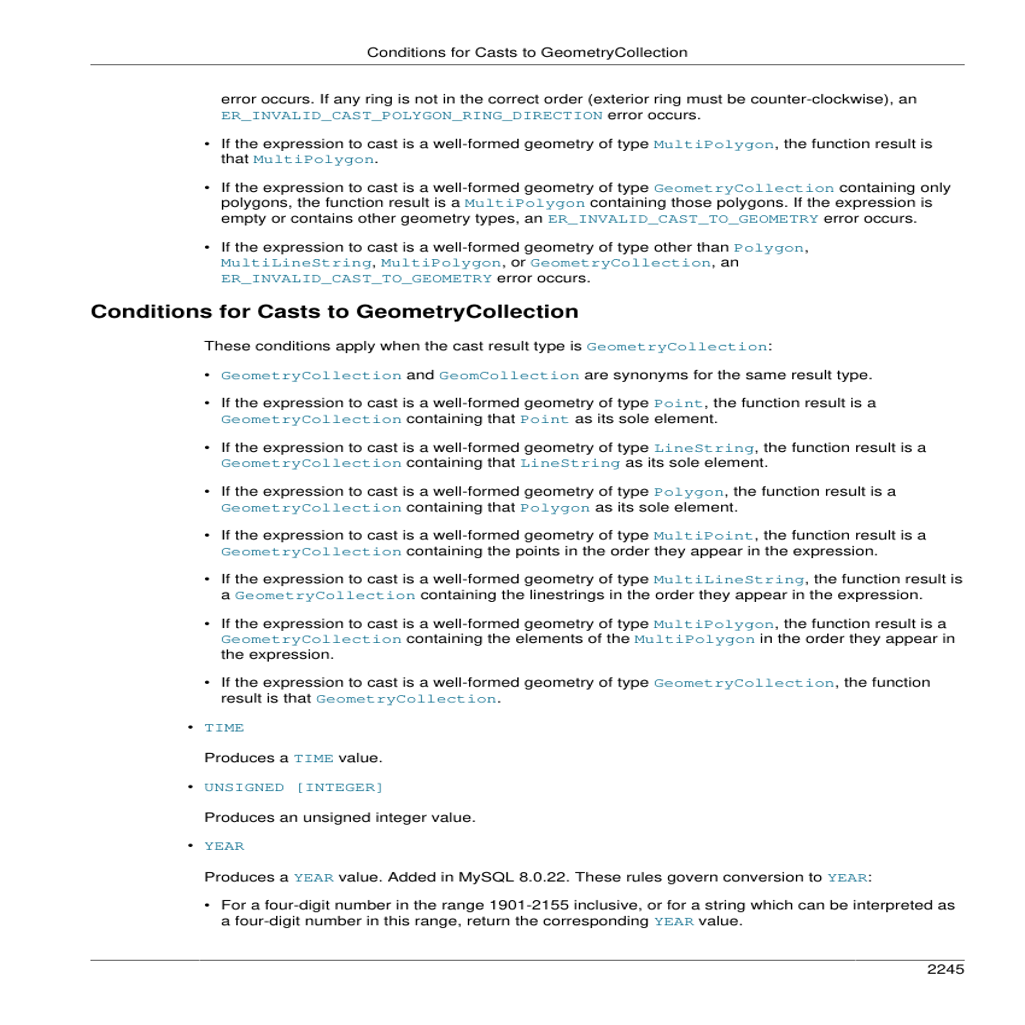 Conditions for Casts to GeometryCollection
error occurs. If any ring is not in the correct order (exterior ring must be counter-clockwise), an
ER_INVALID_CAST_POLYGON_RING_DIRECTION error occurs.
• If the expression to cast is a well-formed geometry of type MultiPolygon, the function result is
that MultiPolygon.
• If the expression to cast is a well-formed geometry of type GeometryCollection containing only
polygons, the function result is a MultiPolygon containing those polygons. If the expression is
empty or contains other geometry types, an ER_INVALID_CAST_TO_GEOMETRY error occurs.
• If the expression to cast is a well-formed geometry of type other than Polygon,
MultiLineString, MultiPolygon, or GeometryCollection, an
ER_INVALID_CAST_TO_GEOMETRY error occurs.
Conditions for Casts to GeometryCollection
These conditions apply when the cast result type is GeometryCollection:
• GeometryCollection and GeomCollection are synonyms for the same result type.
• If the expression to cast is a well-formed geometry of type Point, the function result is a
GeometryCollection containing that Point as its sole element.
• If the expression to cast is a well-formed geometry of type LineString, the function result is a
GeometryCollection containing that LineString as its sole element.
• If the expression to cast is a well-formed geometry of type Polygon, the function result is a
GeometryCollection containing that Polygon as its sole element.
• If the expression to cast is a well-formed geometry of type MultiPoint, the function result is a
GeometryCollection containing the points in the order they appear in the expression.
• If the expression to cast is a well-formed geometry of type MultiLineString, the function result is
a GeometryCollection containing the linestrings in the order they appear in the expression.
• If the expression to cast is a well-formed geometry of type MultiPolygon, the function result is a
GeometryCollection containing the elements of the MultiPolygon in the order they appear in
the expression.
• If the expression to cast is a well-formed geometry of type GeometryCollection, the function
result is that GeometryCollection.
• TIME
Produces a TIME value.
• UNSIGNED [INTEGER]
Produces an unsigned integer value.
• YEAR
Produces a YEAR value. Added in MySQL 8.0.22. These rules govern conversion to YEAR:
• For a four-digit number in the range 1901-2155 inclusive, or for a string which can be interpreted as
a four-digit number in this range, return the corresponding YEAR value.
2245